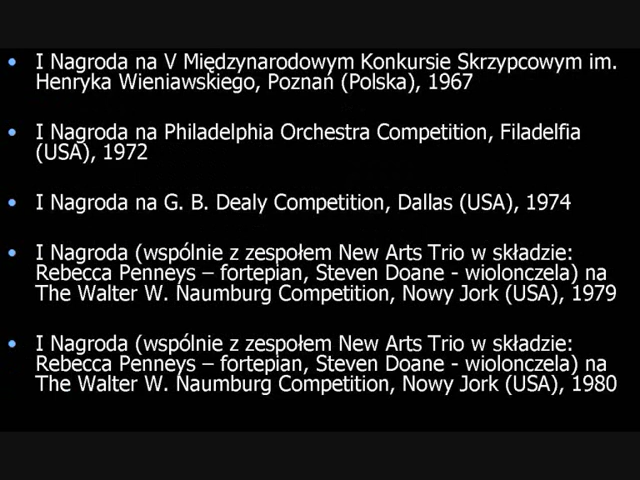 • I Nagroda na V Międzynarodowym Konkursie Skrzypcowym im.
Henryka Wieniawskiego, Poznań (Polska), 1967
• I Nagroda na Philadelphia Orchestra Competition, Filadelfia
(USA), 1972
• I Nagroda na G. B. Dealy Competition, Dallas (USA), 1974
• I Nagroda (wspólnie z zespołem New Arts Trio w składzie:
Rebecca Penneys – fortepian, Steven Doane - wiolonczela) na
The Walter W. Naumburg Competition, Nowy Jork (USA), 1979
• I Nagroda (wspólnie z zespołem New Arts Trio w składzie:
Rebecca Penneys – fortepian, Steven Doane - wiolonczela) na
The Walter W. Naumburg Competition, Nowy Jork (USA), 1980